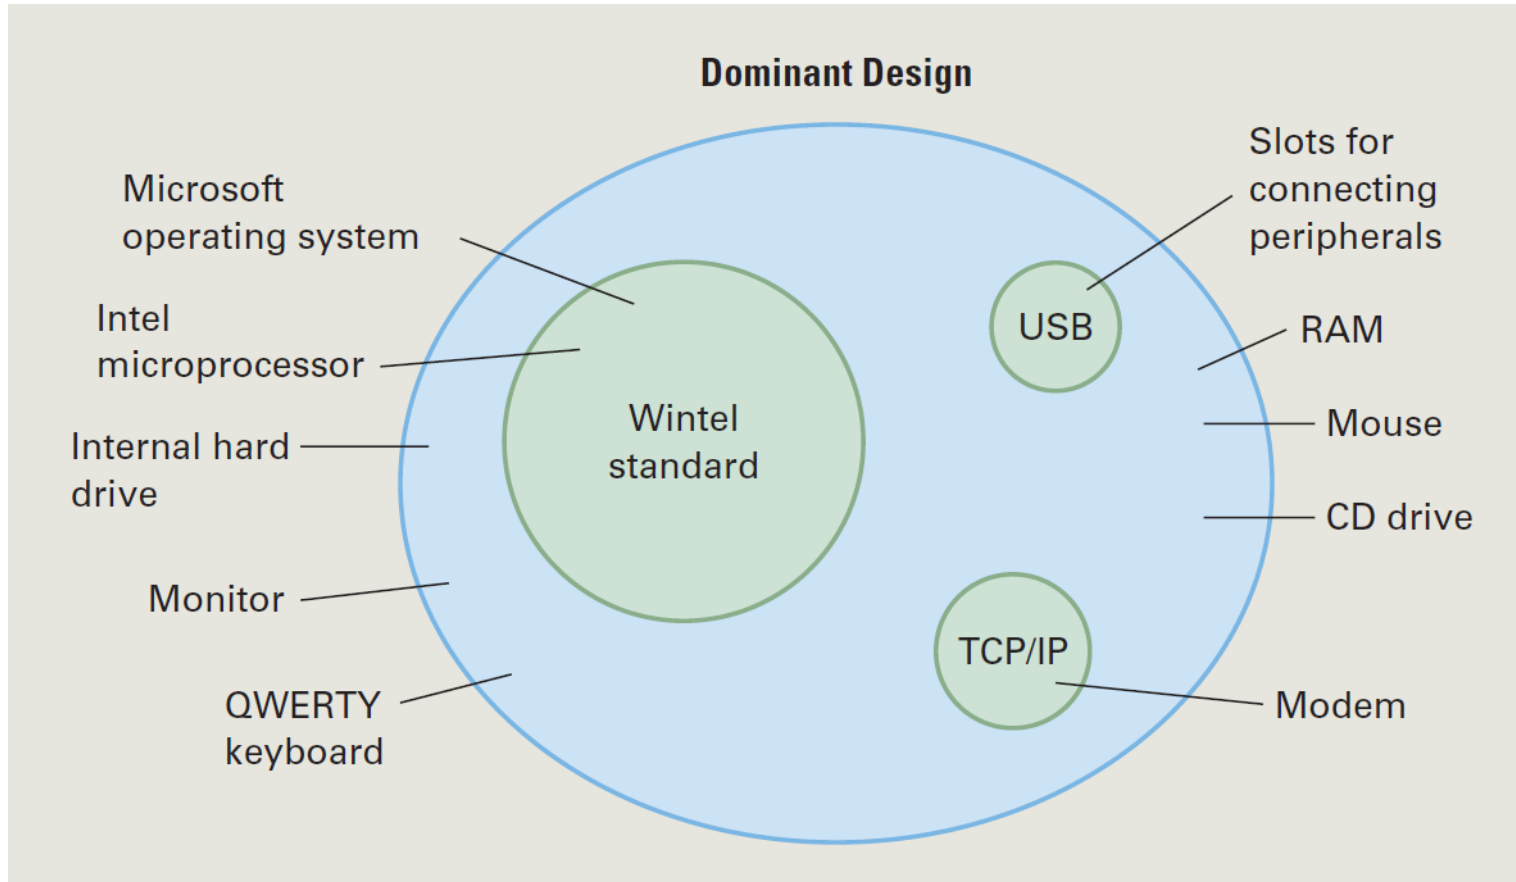 Dominant Design
Microsoft
operating system
Intel
microprocessor
Internal hard
drive
Monitor
QWERTY
keyboard
Wintel
standard
USB
TCP/IP
Slots for
connecting
peripherals
RAM
Mouse
CD drive
Modem